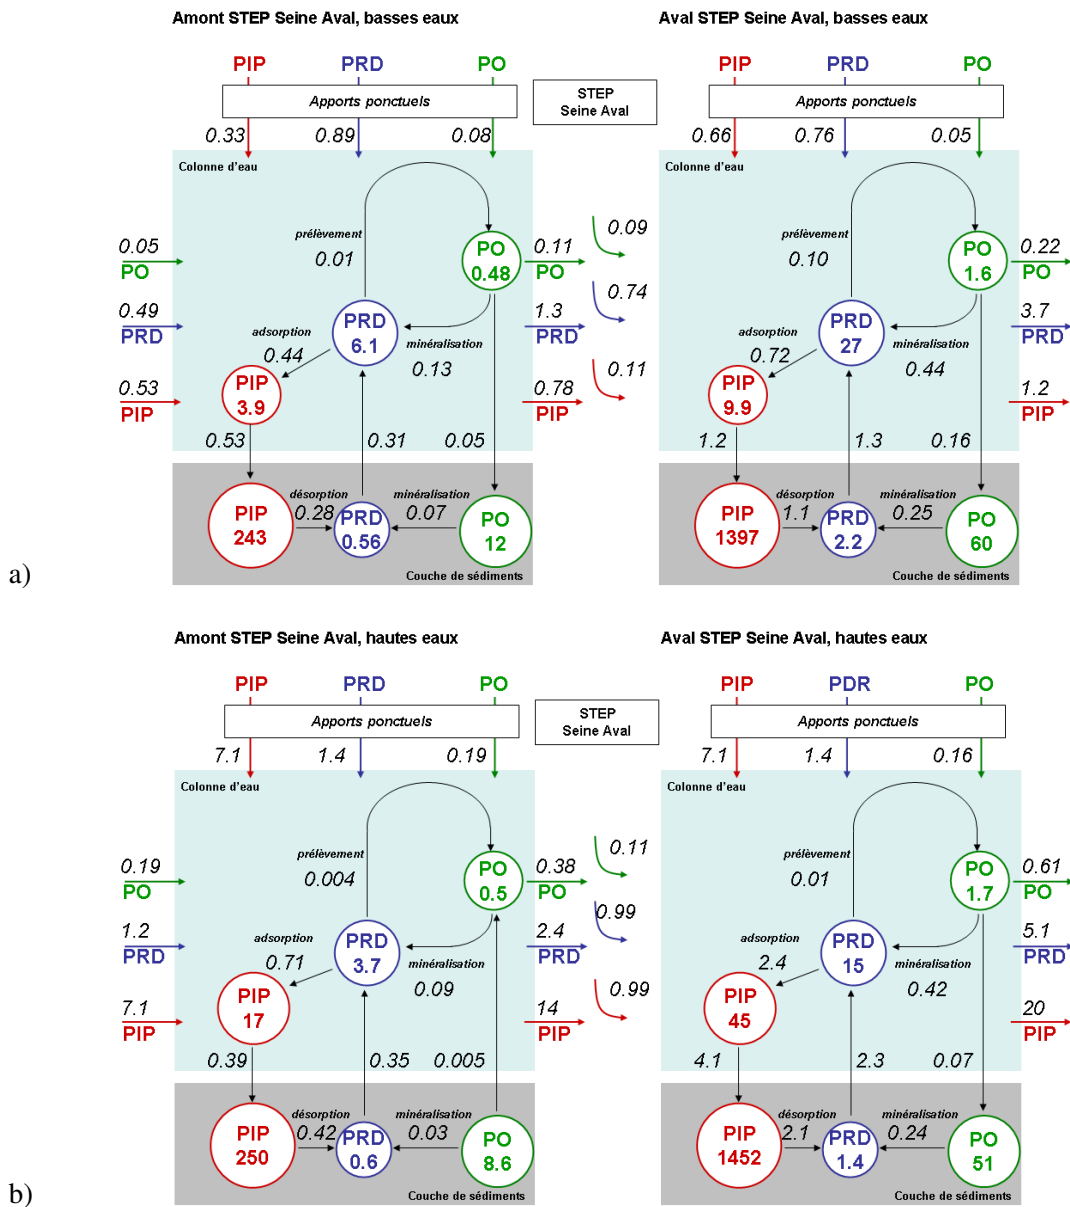 Amont STEP Seine Aval, basses eaux
Aval STEP Seine Aval, basses eaux
PIP PRD PO
PIP PRD PO
Apports ponctuels
STEP
Seine Aval
Apports ponctuels
0.33 0.89 0.08
0.66 0.76 0.05
Colonne d'eau
Colonne d'eau
prélèvement
0.01
PO
0.48
0.05
PO
0.11
PO
0.09
prélèvement
0.10
PO
1.6
0.22
PO
0.49
PRD
adsorption
0.44
PRD
6.1
minéralisation
0.13
1.3
PRD
0.74
adsorption
0.72
PRD
27
minéralisation
0.44
3.7
PRD
0.53
PIP
PIP
3.9
0.78
PIP
0.11
PIP
9.9
1.2
PIP
0.53 0.31 0.05
1.2 1.3 0.16
PIP
243
désorption
0.28
PRD
0.56
minéralisation
0.07
PO
12
Couche de sédiments
PIP
1397
désorption
1.1
PRD
2.2
minéralisation
0.25
PO
60
Couche de sédiments
a)
Amont STEP Seine Aval, hautes eaux
Aval STEP Seine Aval, hautes eaux
PIP PRD PO
PIP PDR PO
Apports ponctuels
STEP
Seine Aval
Apports ponctuels
7.1 1.4 0.19
7.1 1.4 0.16
Colonne d'eau
Colonne d'eau
prélèvement
0.004
PO
0.5
0.19
PO
0.38
PO
0.11
prélèvement
0.01
PO
1.7
0.61
PO
1.2
PRD
adsorption
0.71
PRD
3.7
minéralisation
0.09
2.4
PRD
0.99
adsorption
2.4
PRD
15
minéralisation
0.42
5.1
PRD
7.1
PIP
PIP
17
14
PIP
0.99
PIP
45
20
PIP
0.39 0.35 0.005
4.1 2.3 0.07
PIP
250
désorption
0.42
PRD
0.6
minéralisation
0.03
PO
8.6
Couche de sédiments
PIP
1452
désorption
2.1
PRD
1.4
minéralisation
0.24
PO
51
Couche de sédiments
b)